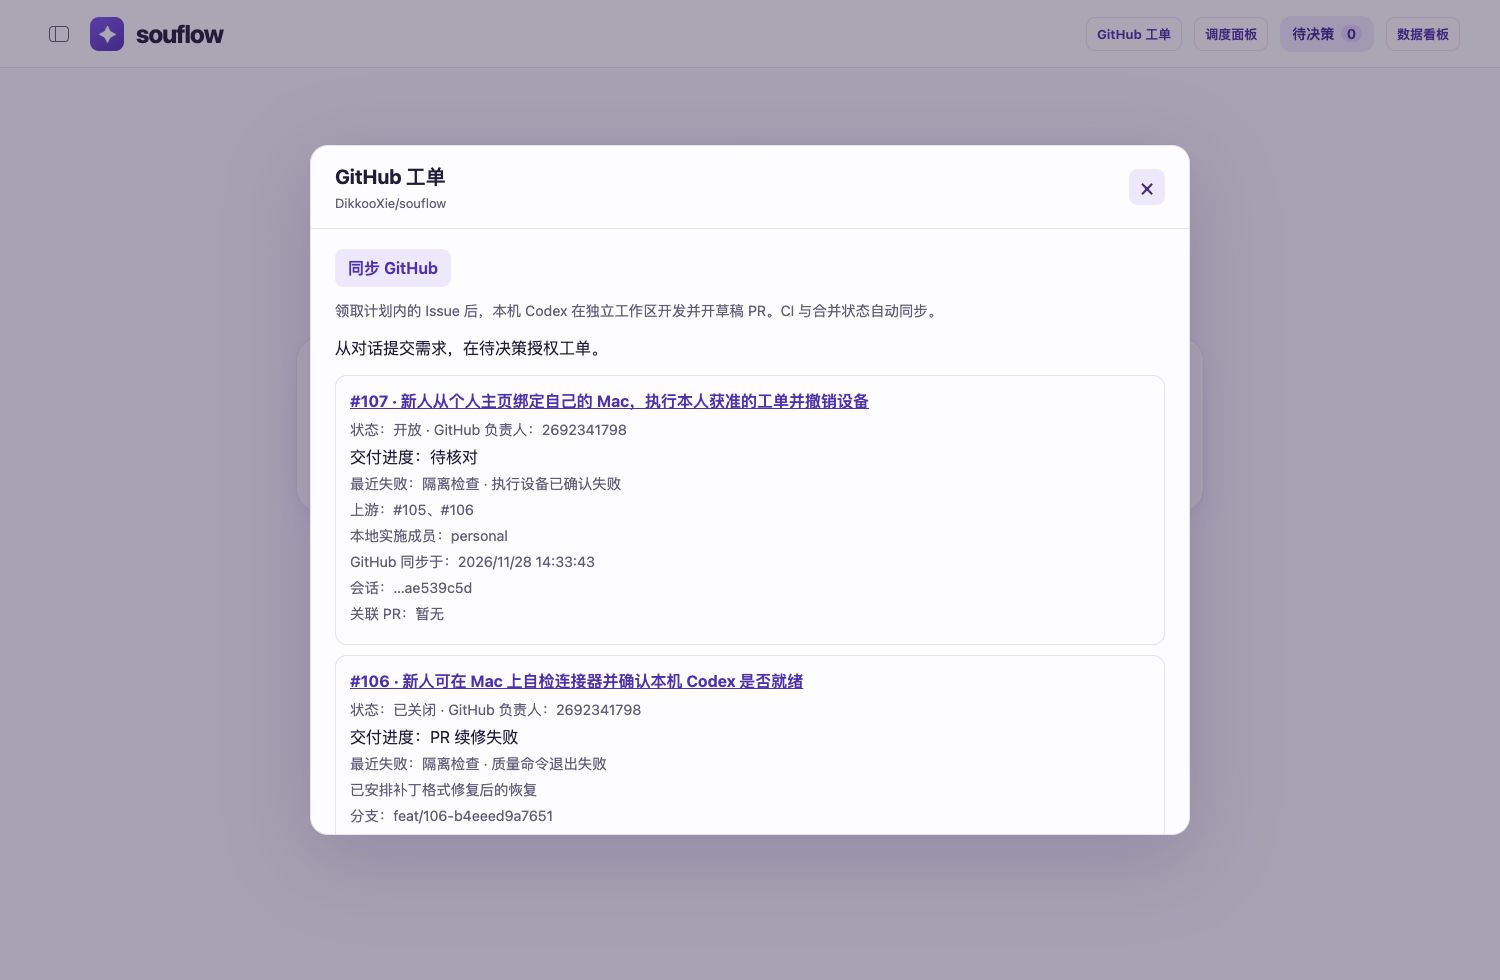 souflow
GitHub 工单
调度面板
待决策 0
数据看板
GitHub 工单
DikkooXie/souflow
同步 GitHub
领取计划内的 Issue 后，本机 Codex 在独立工作区开发并开草稿 PR。CI 与合并状态自动同步。
从对话提交需求，在待决策授权工单。
#107 · 新人从个人主页绑定自己的 Mac，执行本人获准的工单并撤销设备
状态：开放 · GitHub 负责人：2692341798
交付进度：待核对
最近失败：隔离检查 · 执行设备已确认失败
上游：#105、#106
本地实施成员：personal
GitHub 同步于：2026/11/28 14:33:43
会话：…ae539c5d
关联 PR：暂无
#106 · 新人可在 Mac 上自检连接器并确认本机 Codex 是否就绪
状态：已关闭 · GitHub 负责人：2692341798
交付进度：PR 续修失败
最近失败：隔离检查 · 质量命令退出失败
已安排补丁格式修复后的恢复
分支：feat/106-b4eeed9a7651